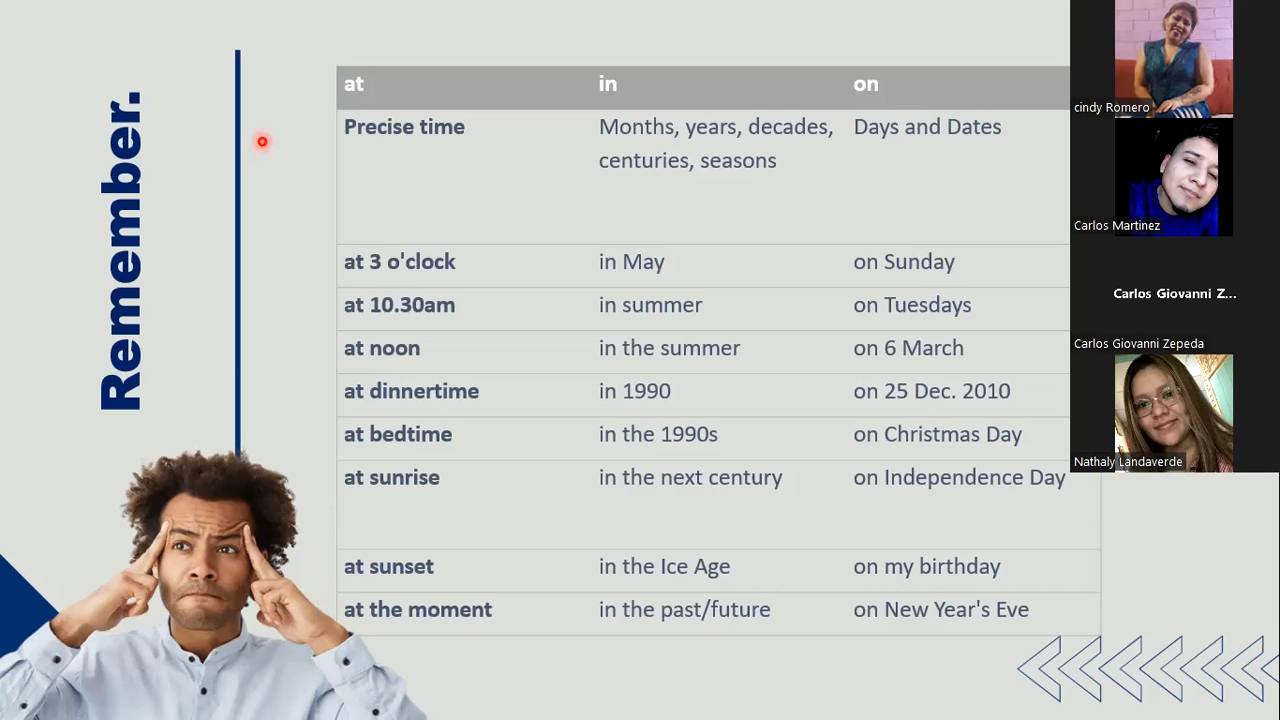 Remember.
at in on
Precise time Months, years, decades, Days and Dates
centuries, seasons
at 3 o'clock in May on Sunday
at 10.30am in summer on Tuesdays
at noon in the summer on 6 March
at dinnertime in 1990 on 25 Dec. 2010
at bedtime in the 1990s on Christmas Day
at sunrise in the next century on Independence Day
at sunset in the Ice Age on my birthday
at the moment in the past/future on New Year's Eve
cindy Romero
Carlos Martinez
Carlos Giovanni Z...
Carlos Giovanni Zepeda
Nathaly Landaverde